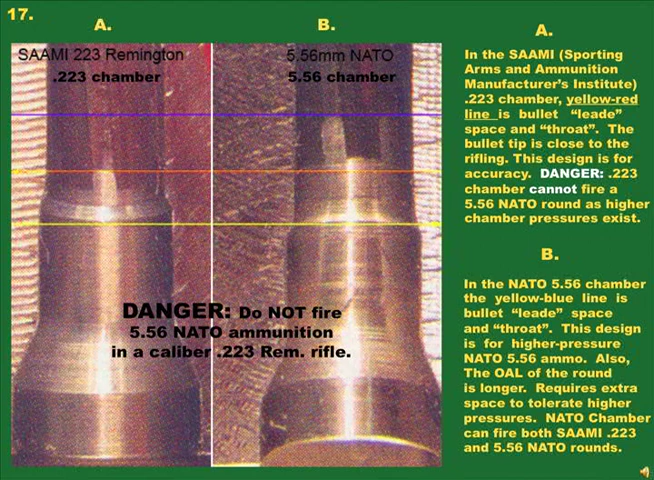 17.
A.
B.
SAAMI 223 Remington
.223 chamber
5.56mm NATO
5.56 chamber
DANGER: Do NOT fire
5.56 NATO ammunition
in a caliber .223 Rem. rifle.
A.
In the SAAMI (Sporting
Arms and Ammunition
Manufacturer’s Institute)
.223 chamber, yellow-red
line is bullet “leade”
space and “throat”. The
bullet tip is close to the
rifling. This design is for
accuracy. DANGER: .223
chamber cannot fire a
5.56 NATO round as higher
chamber pressures exist.
B.
In the NATO 5.56 chamber
the yellow-blue line is
bullet “leade” space
and “throat”. This design
is for higher-pressure
NATO 5.56 ammo. Also,
The OAL of the round
is longer. Requires extra
space to tolerate higher
pressures. NATO Chamber
can fire both SAAMI .223
and 5.56 NATO rounds.